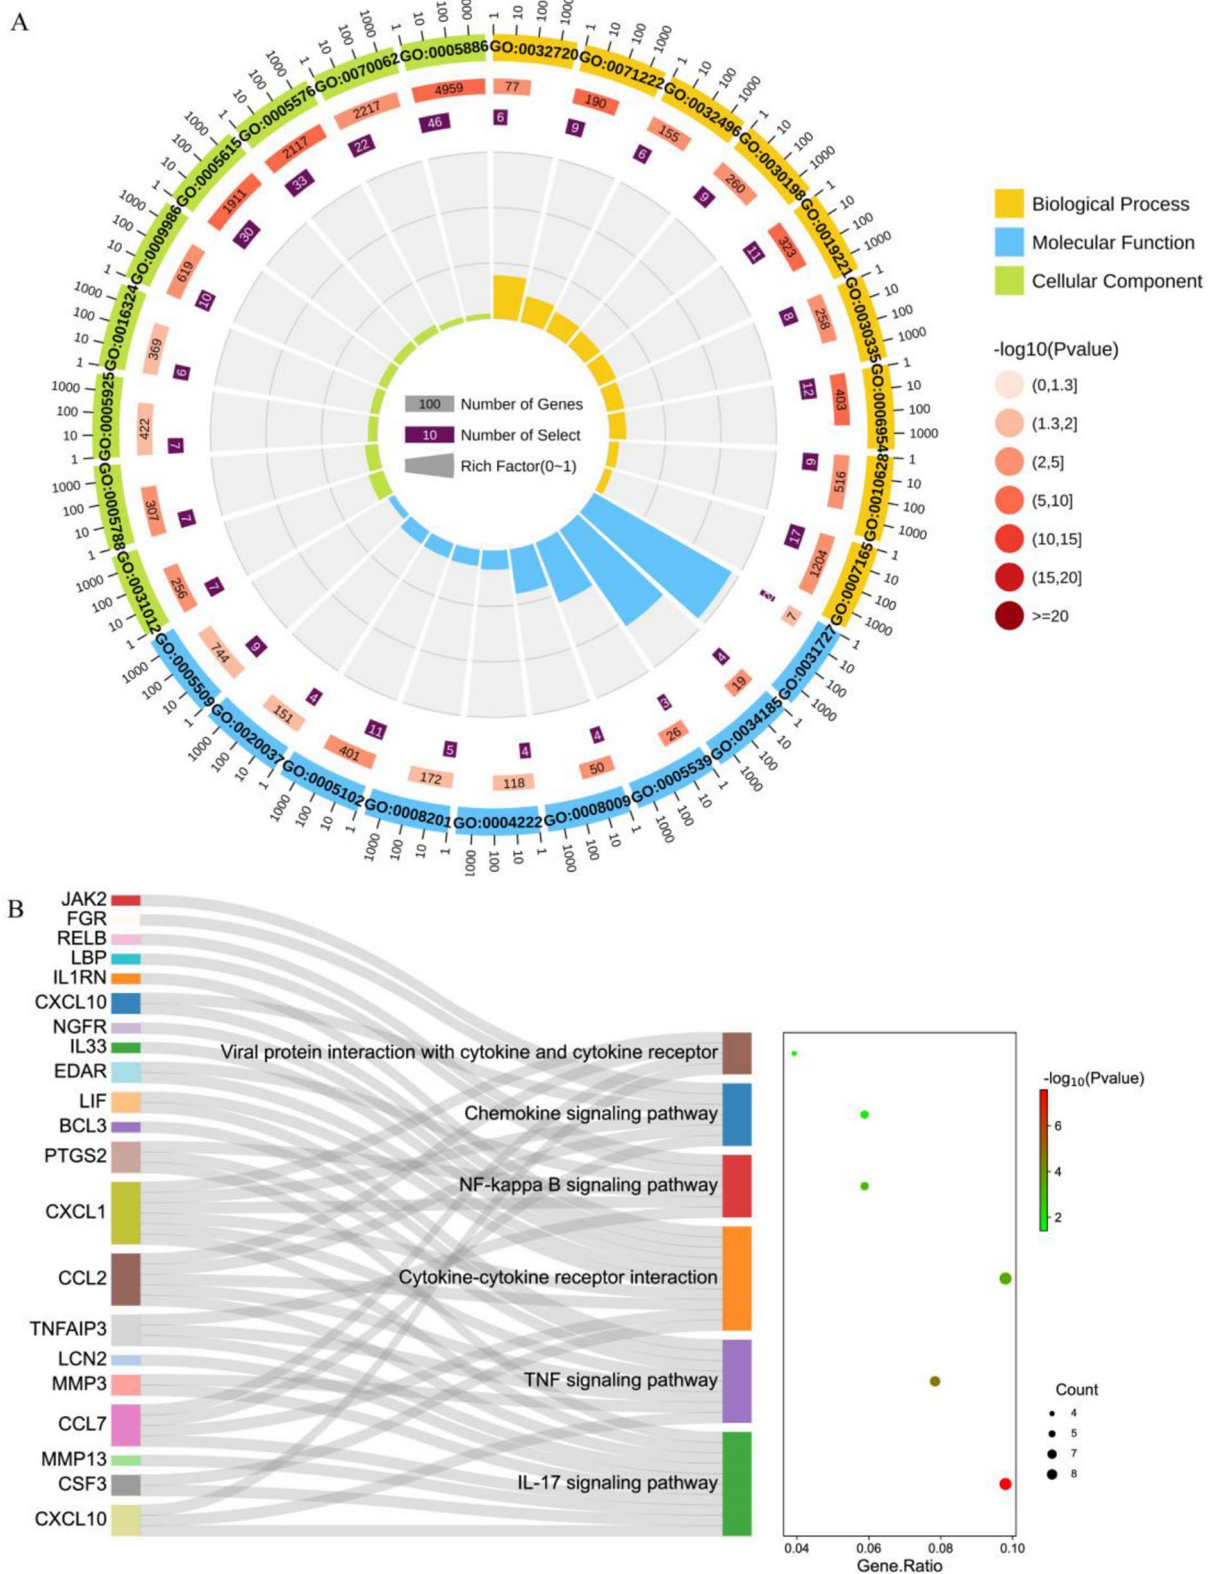 A
GO:0032720
GO:0071222
GO:0032496
GO:0030198
GO:0019221
GO:0030335
GO:0006954
GO:0010628
GO:0007165
GO:0031727
GO:0034185
GO:0005539
GO:0008009
GO:0004222
GO:0008201
GO:0005102
GO:0020037
GO:0005509
GO:0031012
GO:0005788
GO:0005925
GO:0016324
GO:0009986
GO:0005615
GO:0005576
GO:0070062
GO:0005886
77
190
155
260
323
258
403
516
1204
7
19
26
50
118
172
401
151
744
256
307
422
369
619
1911
2117
2217
4959
6
9
6
9
11
8
12
9
17
2
4
3
4
4
5
11
4
9
7
7
7
6
10
30
33
22
46
100 Number of Genes
10 Number of Select
Rich Factor(0~1)
Biological Process
Molecular Function
Cellular Component
-log10(Pvalue)
(0,1.3]
(1.3,2]
(2,5]
(5,10]
(10,15]
(15,20]
>=20
B
JAK2
FGR
RELB
LBP
IL1RN
CXCL10
NGFR
IL33
EDAR
LIF
BCL3
PTGS2
CXCL1
CCL2
TNFAIP3
LCN2
MMP3
CCL7
MMP13
CSF3
CXCL10
Viral protein interaction with cytokine and cytokine receptor
Chemokine signaling pathway
NF-kappa B signaling pathway
Cytokine-cytokine receptor interaction
TNF signaling pathway
IL-17 signaling pathway
0.04 0.06 0.08 0.10
Gene.Ratio
-log10(Pvalue)
6
4
2
Count
4
5
7
8